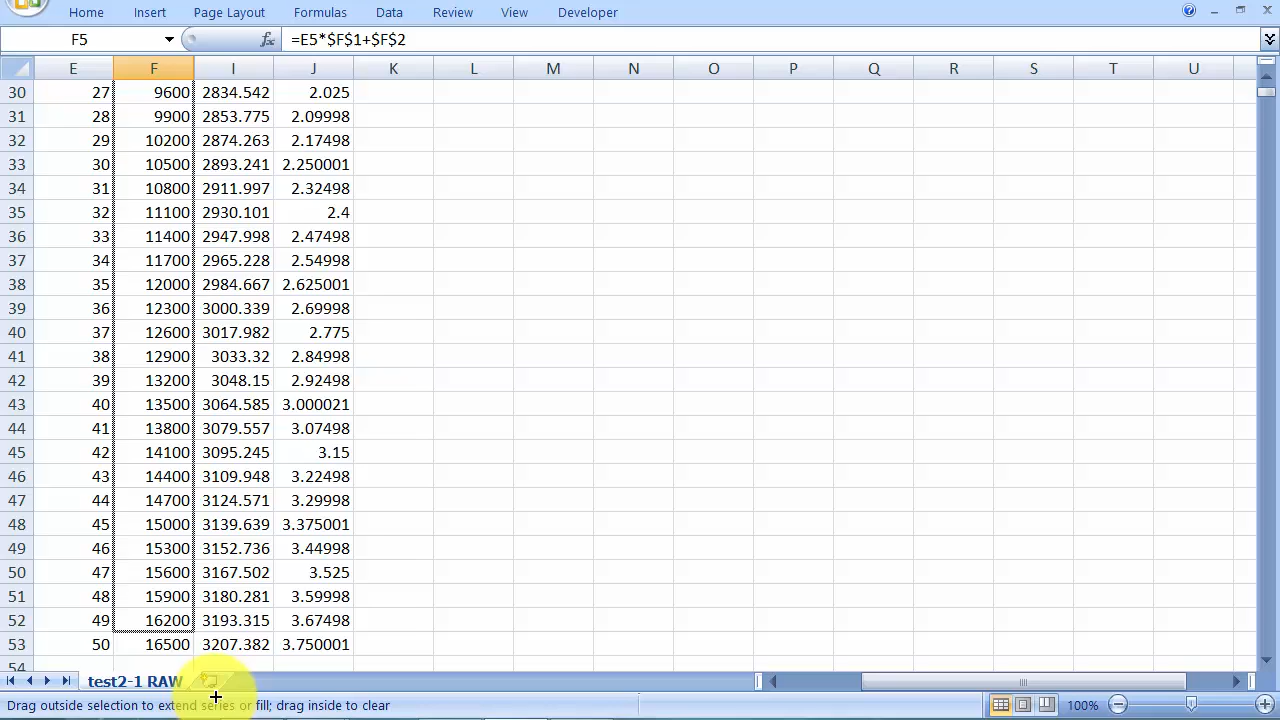 Home Insert Page Layout Formulas Data Review View Developer
F5 fx =E5*$F$1+$F$2
E F I J K L M N O P Q R S T U
30 27 9600 2834.542 2.025
31 28 9900 2853.775 2.09998
32 29 10200 2874.263 2.17498
33 30 10500 2893.241 2.250001
34 31 10800 2911.997 2.32498
35 32 11100 2930.101 2.4
36 33 11400 2947.998 2.47498
37 34 11700 2965.228 2.54998
38 35 12000 2984.667 2.625001
39 36 12300 3000.339 2.69998
40 37 12600 3017.982 2.775
41 38 12900 3033.32 2.84998
42 39 13200 3048.15 2.92498
43 40 13500 3064.585 3.000021
44 41 13800 3079.557 3.07498
45 42 14100 3095.245 3.15
46 43 14400 3109.948 3.22498
47 44 14700 3124.571 3.29998
48 45 15000 3139.639 3.375001
49 46 15300 3152.736 3.44998
50 47 15600 3167.502 3.525
51 48 15900 3180.281 3.59998
52 49 16200 3193.315 3.67498
53 50 16500 3207.382 3.750001
54
test2-1 RAW
Drag outside selection to extend series or fill; drag inside to clear 100%